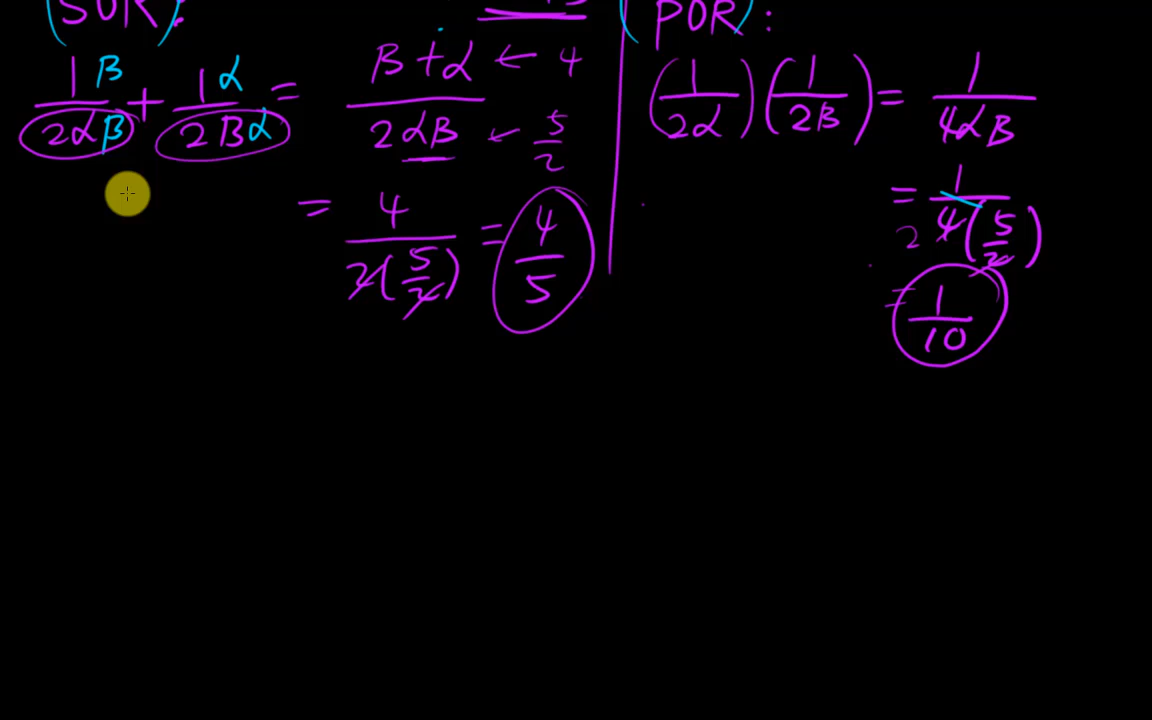 (SOR):
1β/2αβ + 1α/2βα = β+α/2αβ ← 4 ← 5/2
= 4/2(5/2) = 4/5
(POR):
(1/2α)(1/2β) = 1/4αβ
= 1/4(5/2) 2
= 1/10